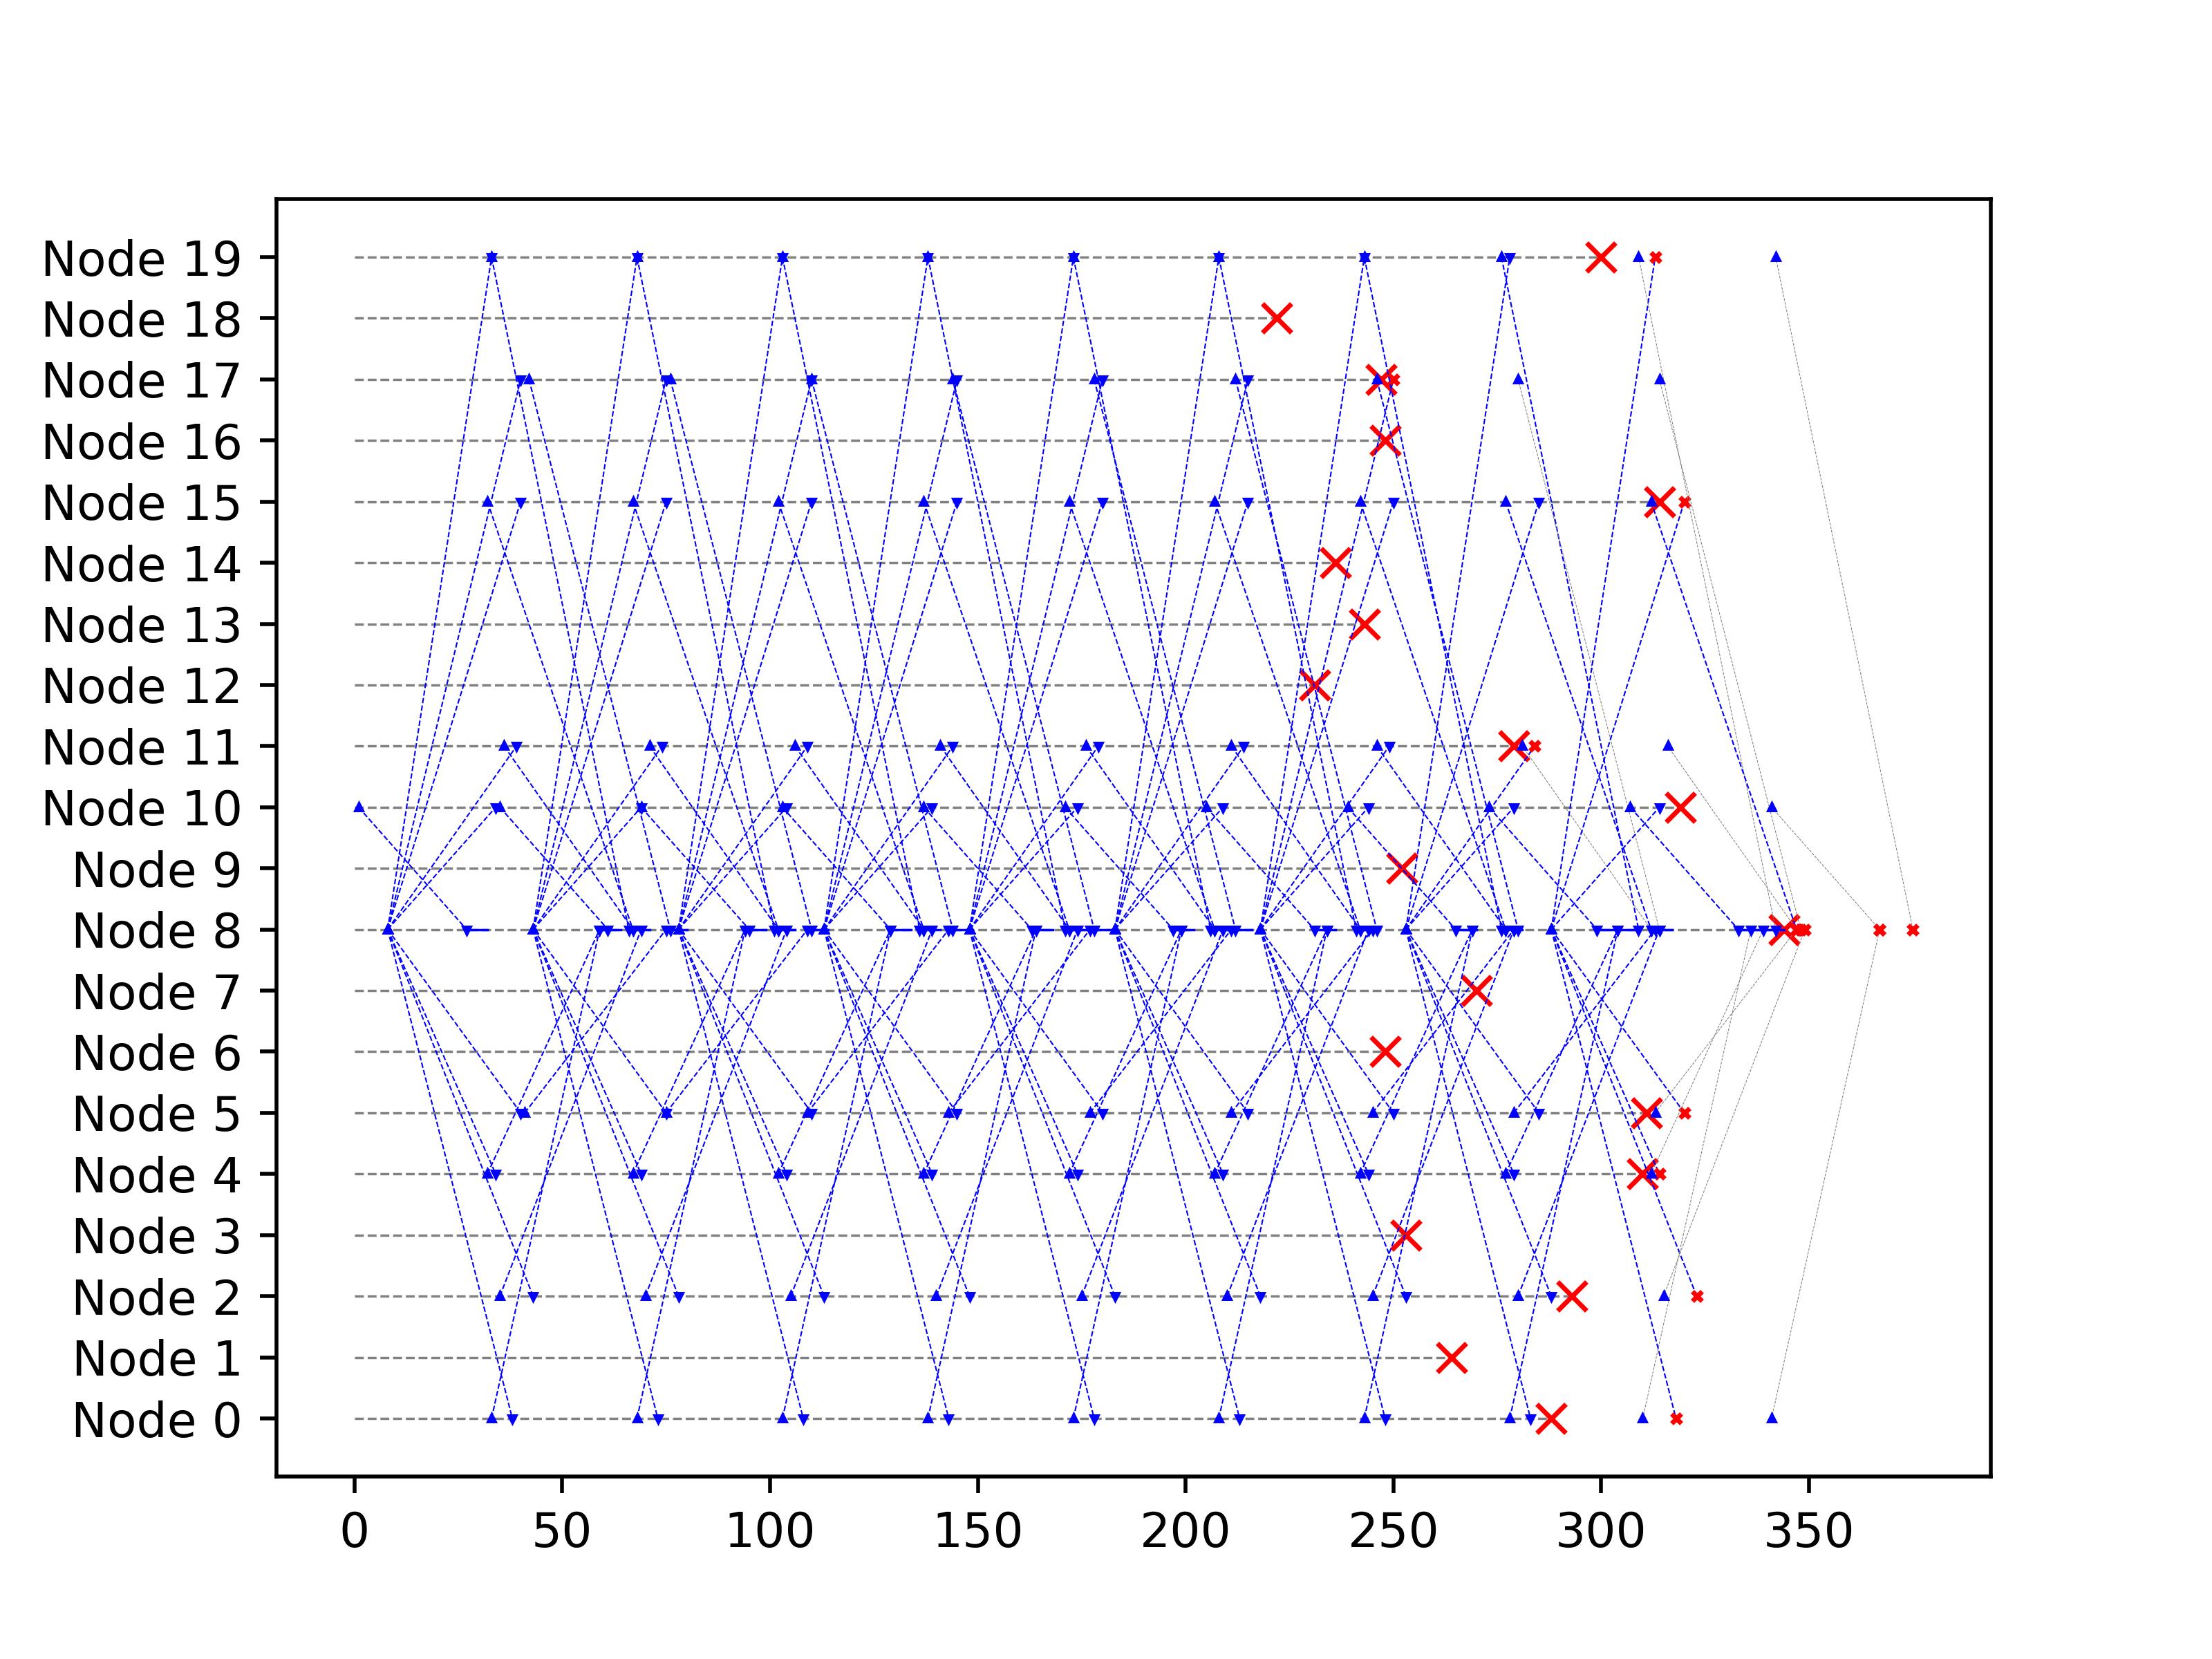 Node 19
Node 18
Node 17
Node 16
Node 15
Node 14
Node 13
Node 12
Node 11
Node 10
Node 9
Node 8
Node 7
Node 6
Node 5
Node 4
Node 3
Node 2
Node 1
Node 0
0 50 100 150 200 250 300 350